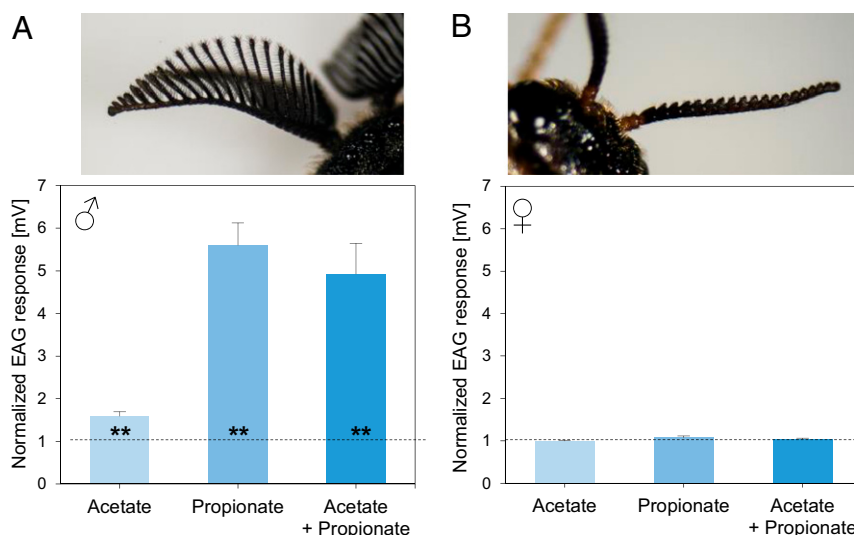 A
B
Normalized EAG response [mV]
7
6
5
4
3
2
1
0
♂
**
**
**
Acetate
Propionate
Acetate
+ Propionate
Normalized EAG response [mV]
7
6
5
4
3
2
1
0
♀
Acetate
Propionate
Acetate
+ Propionate